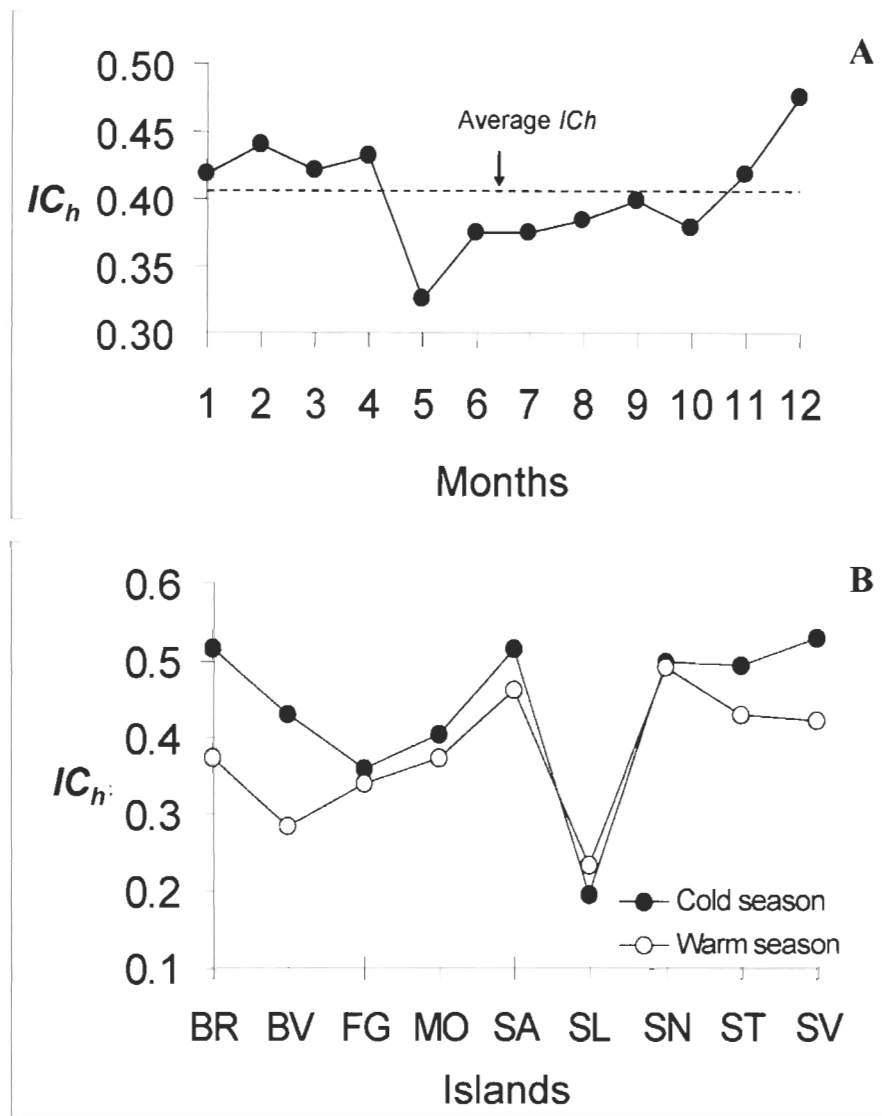 A
0.50
0.45
0.40
0.35
0.30
IC_h
Average ICh
1 2 3 4 5 6 7 8 9 10 11 12
Months
B
0.6
0.5
0.4
0.3
0.2
0.1
IC_h:
Cold season
Warm season
BR BV FG MO SA SL SN ST SV
Islands